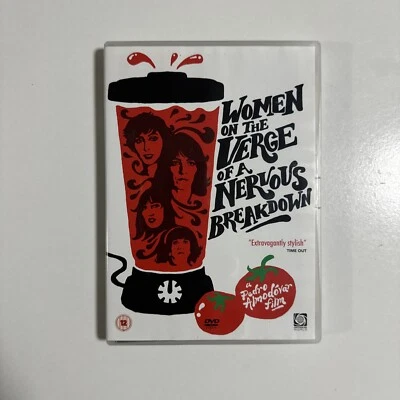 WOMEN
ON THE
VERGE
OF A
NERVOUS
BREAKDOWN
"Extravagantly stylish"
TIME OUT
a
Pedro
Almodóvar
film
12
DVD